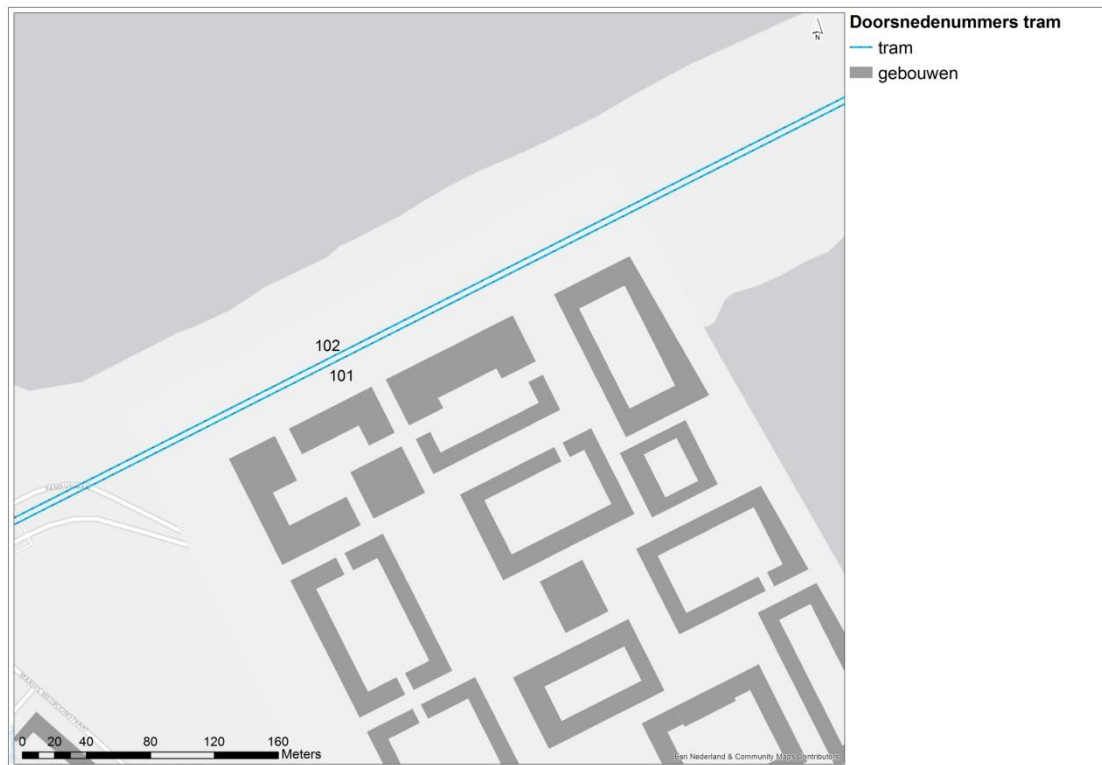 Doorsnedenummers tram
tram
gebouwen
N
102
101
0 20 40 80 120 160
Meters
Esri Nederland & Community Maps Contributors